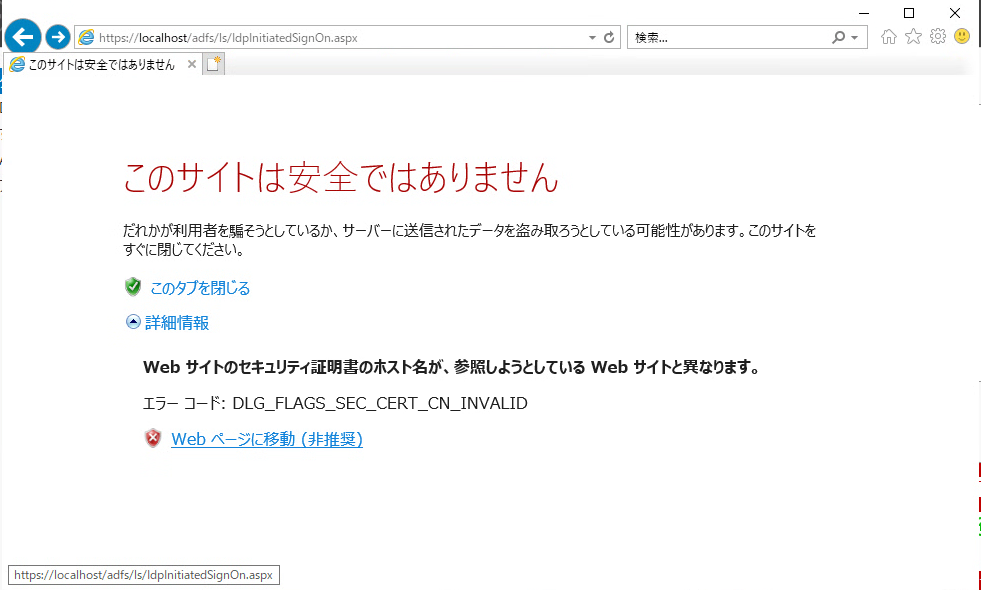 https://localhost/adfs/ls/IdpInitiatedSignOn.aspx
検索...
このサイトは安全ではありません
このサイトは安全ではありません
だれかが利用者を騙そうとしているか、サーバーに送信されたデータを盗み取ろうとしている可能性があります。このサイトを
すぐに閉じてください。
このタブを閉じる
詳細情報
Web サイトのセキュリティ証明書のホスト名が、参照しようとしている Web サイトと異なります。
エラー コード: DLG_FLAGS_SEC_CERT_CN_INVALID
Web ページに移動 (非推奨)
https://localhost/adfs/ls/IdpInitiatedSignOn.aspx